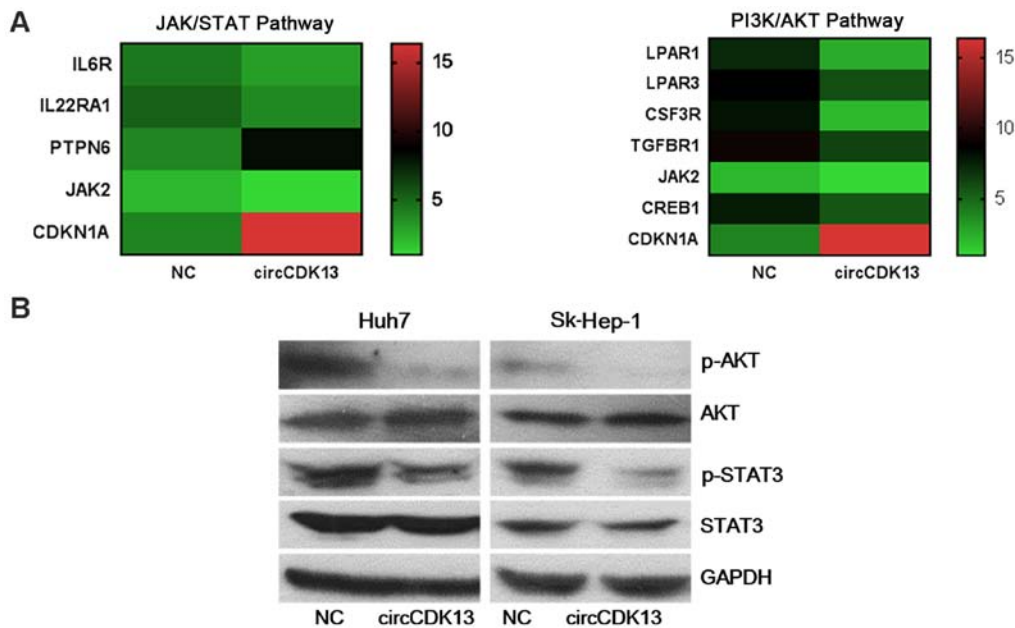 A
JAK/STAT Pathway
IL6R
IL22RA1
PTPN6
JAK2
CDKN1A
NC circCDK13
15
10
5
PI3K/AKT Pathway
LPAR1
LPAR3
CSF3R
TGFBR1
JAK2
CREB1
CDKN1A
NC circCDK13
15
10
5
B
Huh7 Sk-Hep-1
p-AKT
AKT
p-STAT3
STAT3
GAPDH
NC circCDK13 NC circCDK13